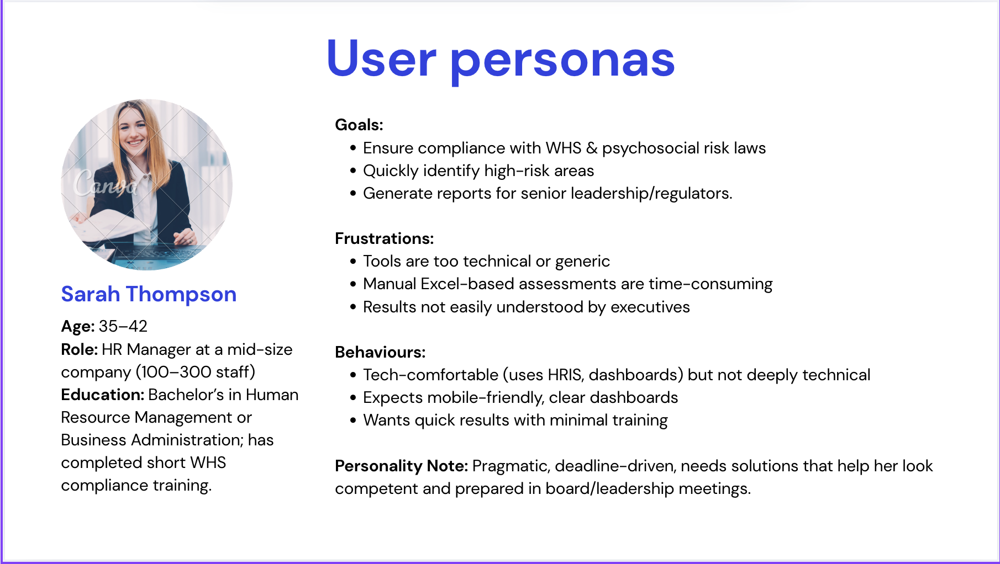 User personas
Canva
Sarah Thompson
Age: 35–42
Role: HR Manager at a mid-size
company (100–300 staff)
Education: Bachelor’s in Human
Resource Management or
Business Administration; has
completed short WHS
compliance training.
Goals:
• Ensure compliance with WHS & psychosocial risk laws
• Quickly identify high-risk areas
• Generate reports for senior leadership/regulators.
Frustrations:
• Tools are too technical or generic
• Manual Excel-based assessments are time-consuming
• Results not easily understood by executives
Behaviours:
• Tech-comfortable (uses HRIS, dashboards) but not deeply technical
• Expects mobile-friendly, clear dashboards
• Wants quick results with minimal training
Personality Note: Pragmatic, deadline-driven, needs solutions that help her look
competent and prepared in board/leadership meetings.